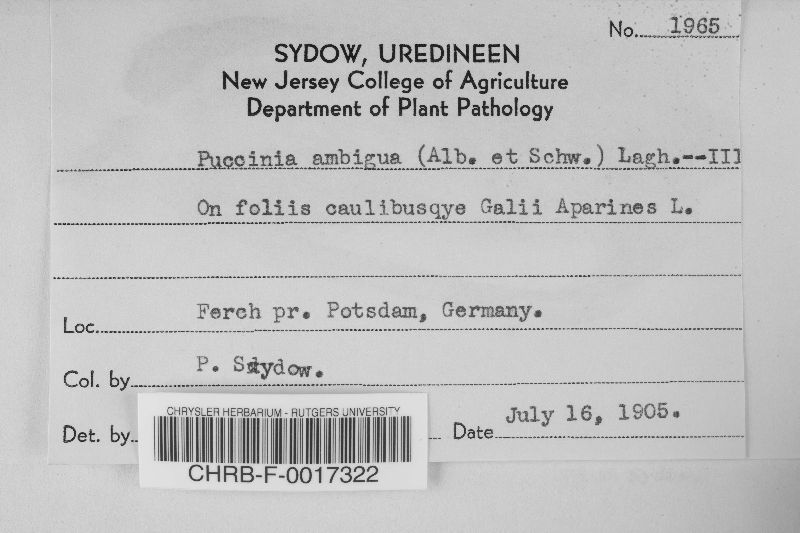 No. 1965
SYDOW, UREDINEEN
New Jersey College of Agriculture
Department of Plant Pathology
Puccinia ambigua (Alb. et Schw.) Lagh.--III
On foliis caulibusqye Galii Aparines L.
Loc. Ferch pr. Potsdam, Germany.
Col. by P. Sydow.
Det. by Date July 16, 1905.
CHRYSLER HERBARIUM - RUTGERS UNIVERSITY
CHRB-F-0017322